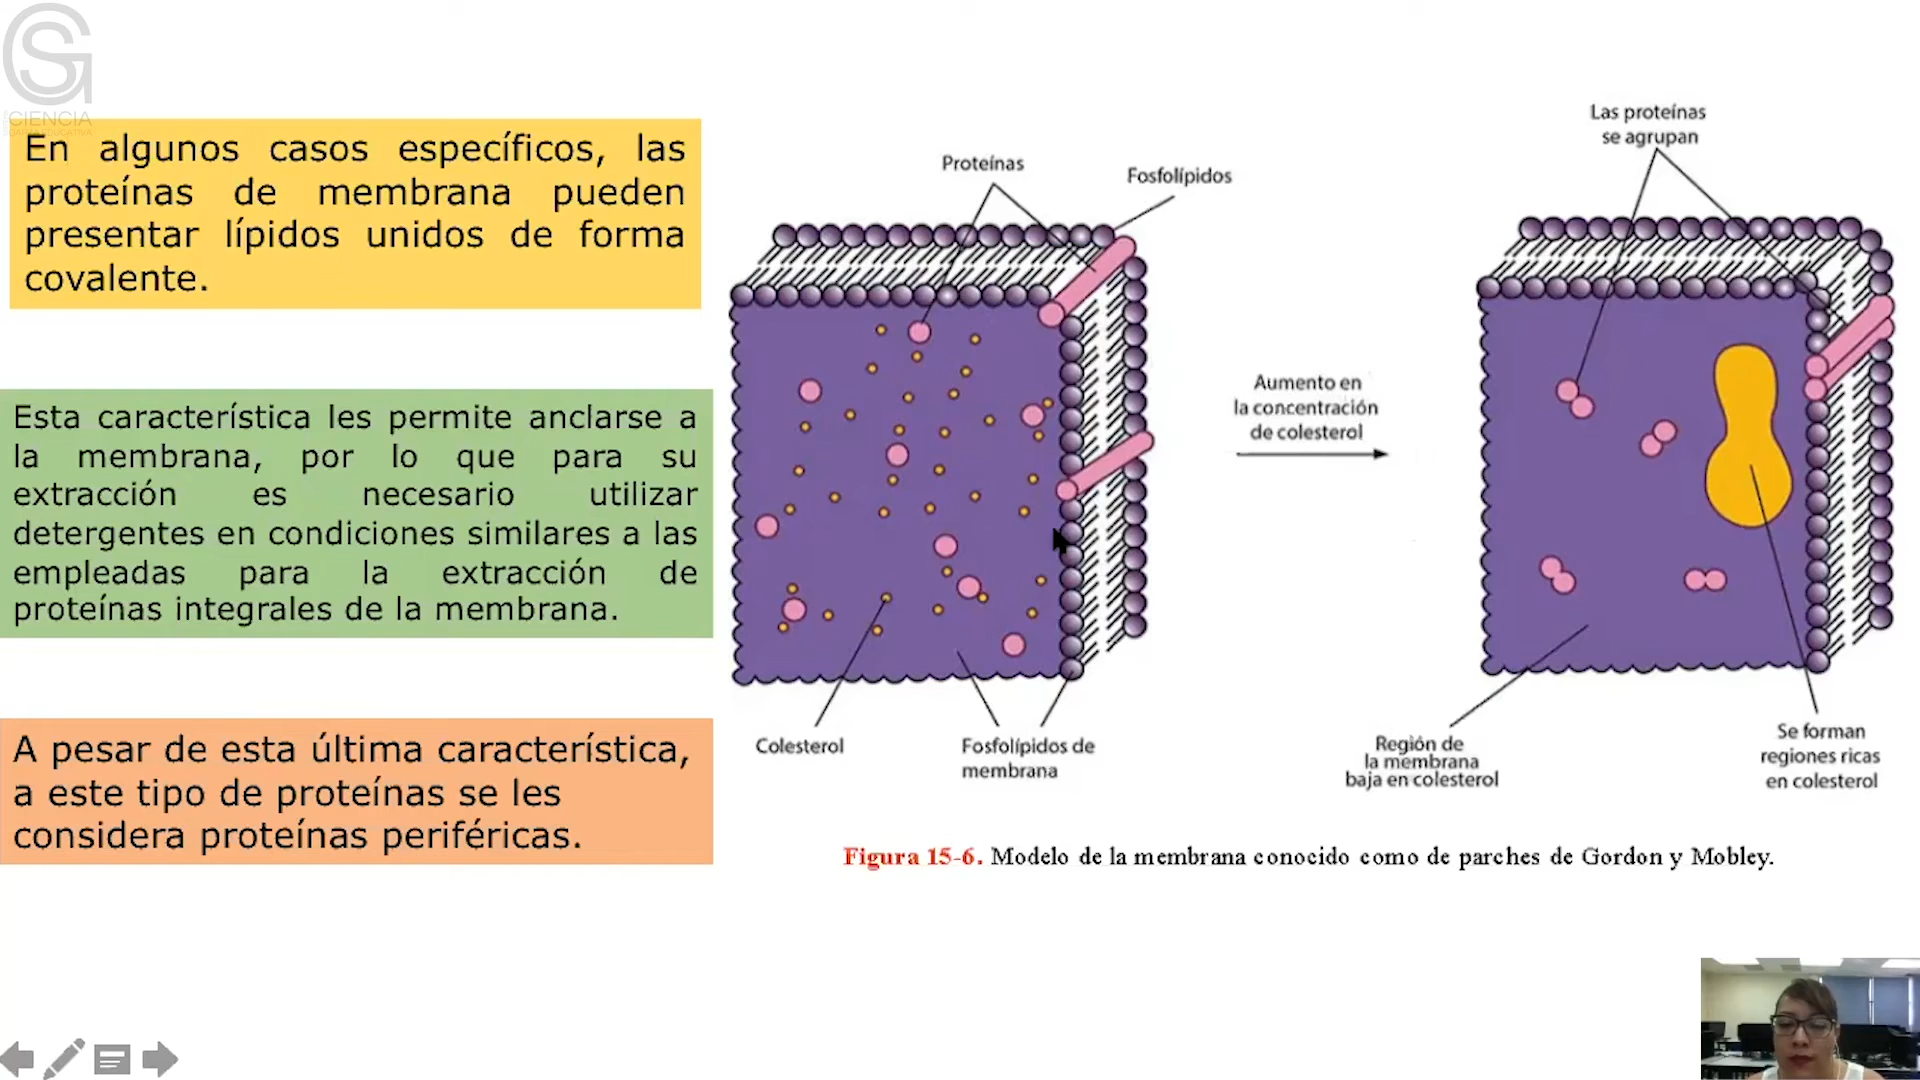 SG
CIENCIA
En algunos casos específicos, las
proteínas de membrana pueden
presentar lípidos unidos de forma
covalente.
Esta característica les permite anclarse a
la membrana, por lo que para su
extracción es necesario utilizar
detergentes en condiciones similares a las
empleadas para la extracción de
proteínas integrales de la membrana.
A pesar de esta última característica,
a este tipo de proteínas se les
considera proteínas periféricas.
Proteínas
Fosfolípidos
Colesterol
Fosfolípidos de
membrana
Aumento en
la concentración
de colesterol
Las proteínas
se agrupan
Región de
la membrana
baja en colesterol
Se forman
regiones ricas
en colesterol
Figura 15-6. Modelo de la membrana conocido como de parches de Gordon y Mobley.